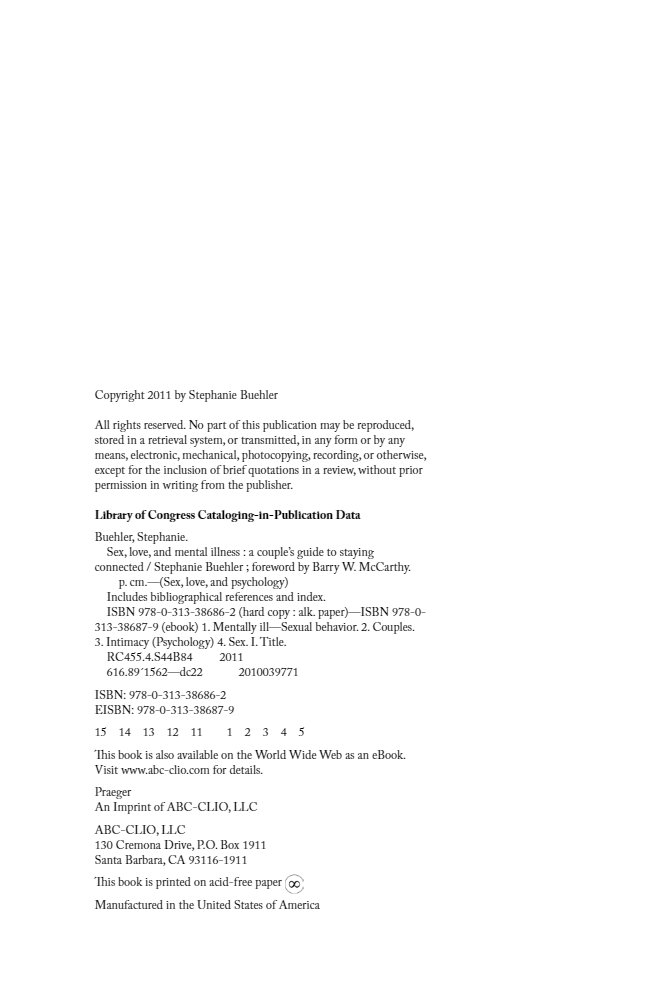 Copyright 2011 by Stephanie Buehler
All rights reserved. No part of this publication may be reproduced,
stored in a retrieval system, or transmitted, in any form or by any
means, electronic, mechanical, photocopying, recording, or otherwise,
except for the inclusion of brief quotations in a review, without prior
permission in writing from the publisher.
Library of Congress Cataloging-in-Publication Data
Buehler, Stephanie.
Sex, love, and mental illness : a couple's guide to staying
connected / Stephanie Buehler ; foreword by Barry W. McCarthy.
p. cm.—(Sex, love, and psychology)
Includes bibliographical references and index.
ISBN 978-0-313-38686-2 (hard copy : alk. paper)—ISBN 978-0-
313-38687-9 (ebook) 1. Mentally ill—Sexual behavior. 2. Couples.
3. Intimacy (Psychology) 4. Sex. I. Title.
RC455.4.S44B84 2011
616.89′1562—dc22 2010039771
ISBN: 978-0-313-38686-2
EISBN: 978-0-313-38687-9
15 14 13 12 11 1 2 3 4 5
This book is also available on the World Wide Web as an eBook.
Visit www.abc-clio.com for details.
Praeger
An Imprint of ABC-CLIO, LLC
ABC-CLIO, LLC
130 Cremona Drive, P.O. Box 1911
Santa Barbara, CA 93116-1911
This book is printed on acid-free paper ∞
Manufactured in the United States of America